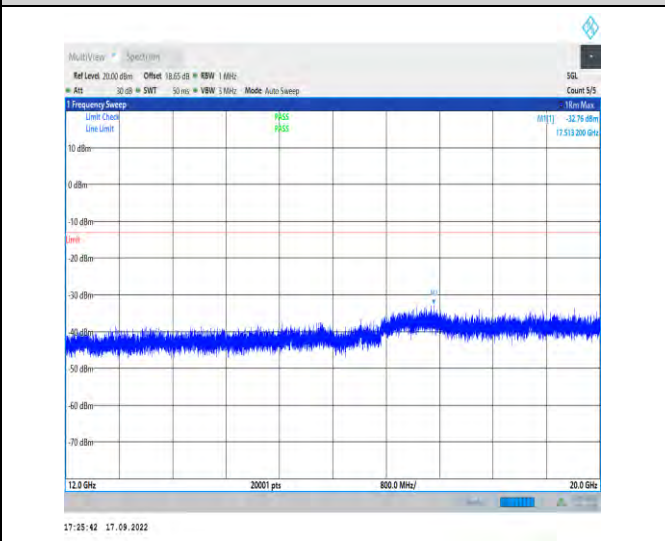 MultiView Spectrum
Ref Level 20.00 dBm Offset 18.65 dB RBW 1 MHz SGL
Att 30 dB SWT 50 ms VBW 3 MHz Mode Auto Sweep Count 5/5
1 Frequency Sweep 1Rm Max
Limit Check PASS M1[1] -32.76 dBm
Line Limit PASS 17.513 200 GHz
10 dBm
0 dBm
-10 dBm
Limit
-20 dBm
-30 dBm
M1
-40 dBm
-50 dBm
-60 dBm
-70 dBm
12.0 GHz 20001 pts 800.0 MHz/ 20.0 GHz
17:25:42 17.09.2022